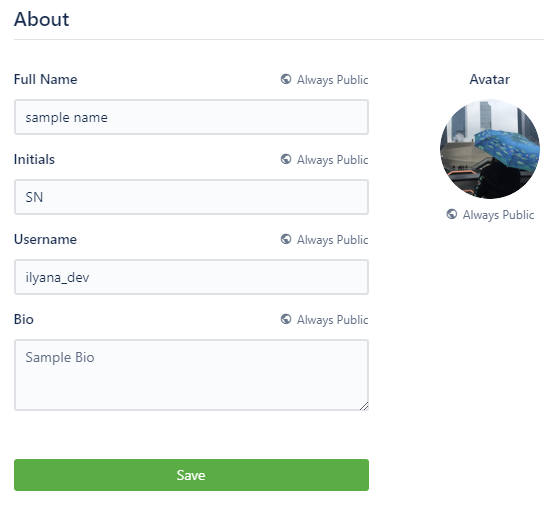 About
Full Name
Always Public
Avatar
sample name
Initials
Always Public
SN
Always Public
Username
Always Public
ilyana_dev
Bio
Always Public
Sample Bio
Save